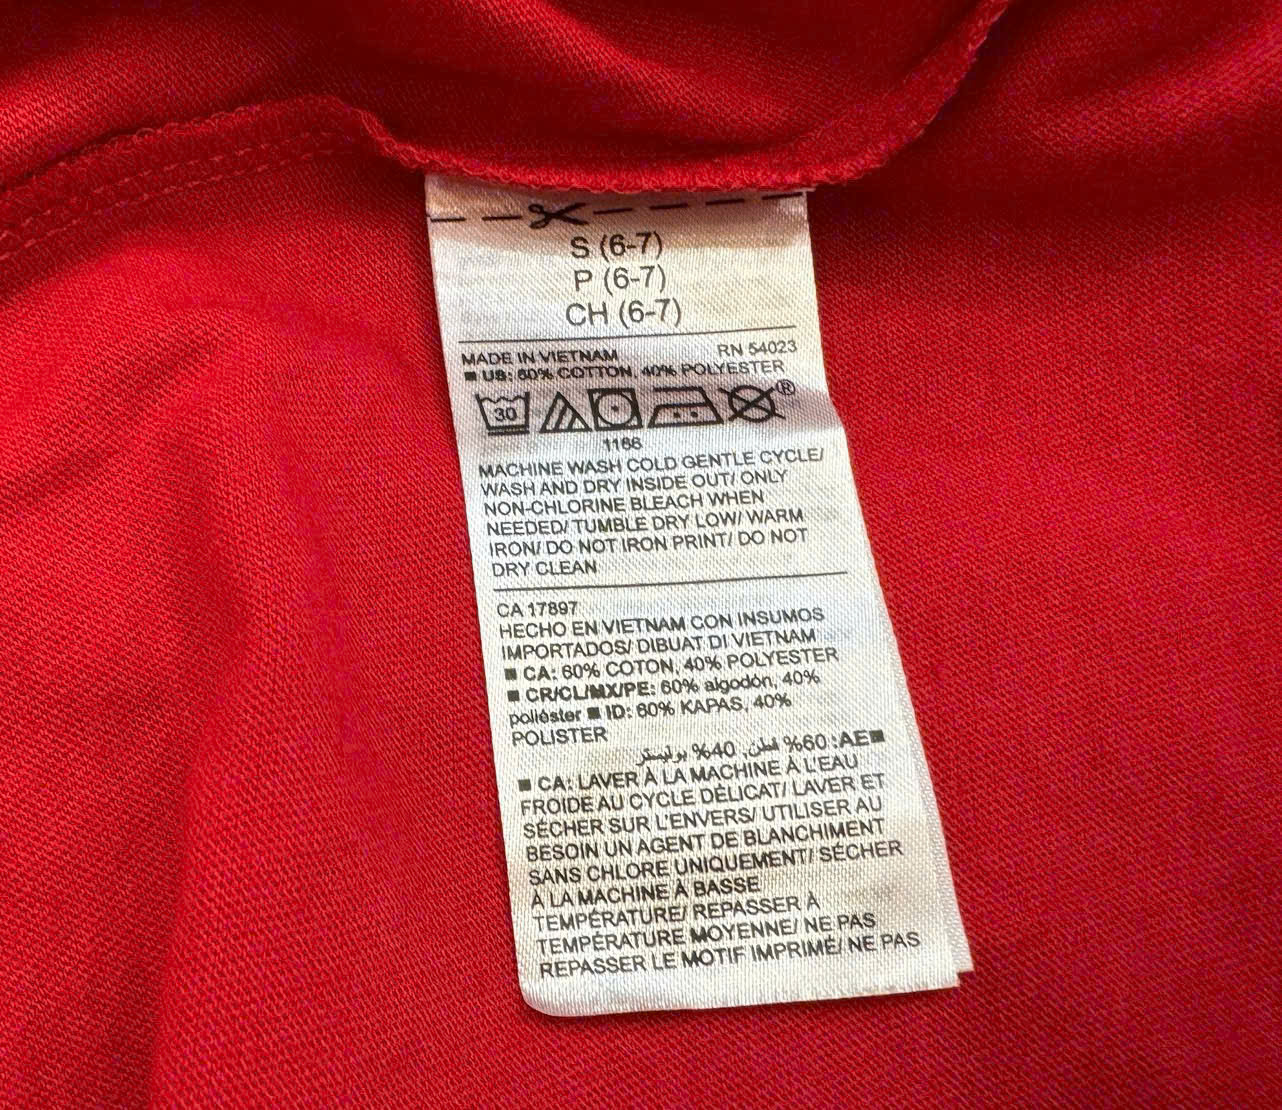 S (6-7)
P (6-7)
CH (6-7)
MADE IN VIETNAM RN 54023
■ US: 60% COTTON, 40% POLYESTER
30 ®
1166
MACHINE WASH COLD GENTLE CYCLE/
WASH AND DRY INSIDE OUT/ ONLY
NON-CHLORINE BLEACH WHEN
NEEDED/ TUMBLE DRY LOW/ WARM
IRON/ DO NOT IRON PRINT/ DO NOT
DRY CLEAN
CA 17897
HECHO EN VIETNAM CON INSUMOS
IMPORTADOS/ DIBUAT DI VIETNAM
■ CA: 60% COTON, 40% POLYESTER
■ CR/CL/MX/PE: 60% algodón, 40%
poliéster ■ ID: 60% KAPAS, 40%
POLISTER
■AE: 60% قطن, 40% بوليستر
■ CA: LAVER À LA MACHINE À L'EAU
FROIDE AU CYCLE DÉLICAT/ LAVER ET
SÉCHER SUR L'ENVERS/ UTILISER AU
BESOIN UN AGENT DE BLANCHIMENT
SANS CHLORE UNIQUEMENT/ SÉCHER
À LA MACHINE À BASSE
TEMPÉRATURE/ REPASSER À
TEMPÉRATURE MOYENNE/ NE PAS
REPASSER LE MOTIF IMPRIMÉ/ NE PAS